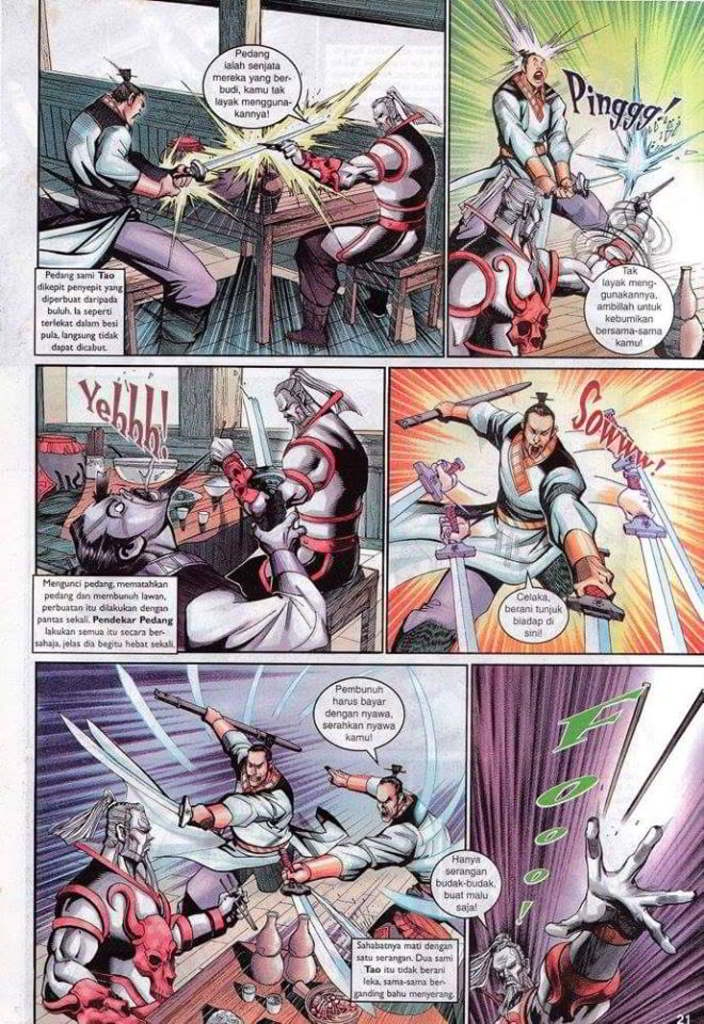 Pedang
ialah senjata
mereka yang ber-
budi, kamu tak
layak mengguna-
kannya!
Pedang sami Tao
dikepit penyepit yang
diperbuat daripada
buluh. Ia seperti
terlekat dalam besi
pula, langsung tidak
dapat dicabut.
Pinggg!
Tak
layak meng-
gunakannya,
ambillah untuk
kebumikan
bersama-sama
kamu!
Yehhh!
Mengunci pedang, mematahkan
pedang dan membunuh lawan,
perbuatan itu dilakukan dengan
pantas sekali. Pendekar Pedang
lakukan semua itu secara ber-
sahaja, jelas dia begitu hebat sekali.
Sowww!
Celaka,
berani tunjuk
biadap di
sini!
Pembunuh
harus bayar
dengan nyawa,
serahkan nyawa
kamu!
Sahabatnya mati dengan
satu serangan. Dua sami
Tao itu tidak berani
leka, sama-sama ber-
ganding bahu menyerang.
Hanya
serangan
budak-budak,
buat malu
saja!
Fooo!
21